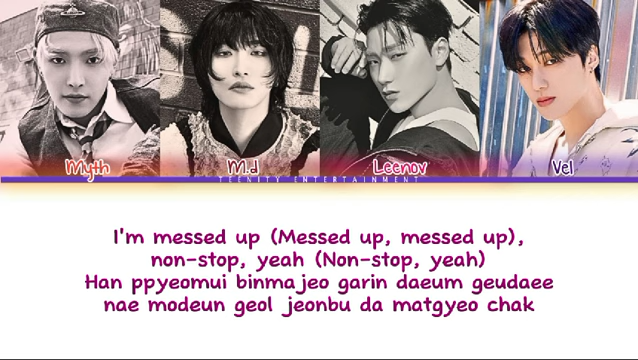 Myth
M.d
Leenov
Vel
TEENITY ENTERTAINMENT
I'm messed up (Messed up, messed up),
non-stop, yeah (Non-stop, yeah)
Han ppyeomui binmajeo garin daeum geudaee
nae modeun geol jeonbu da matgyeo chak